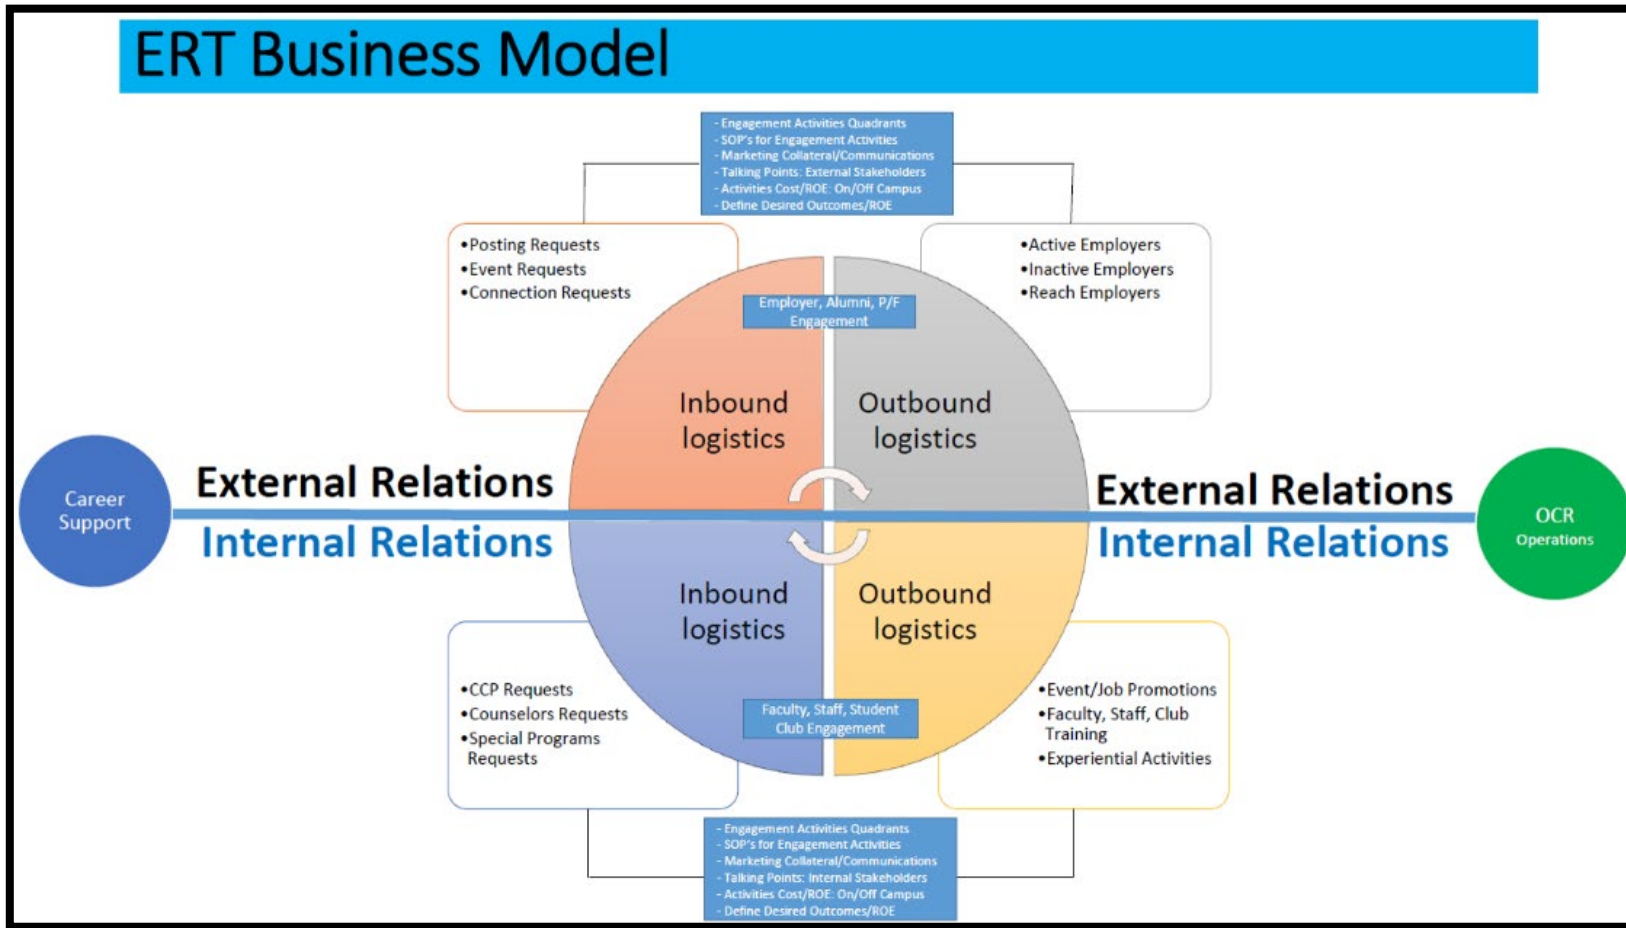 ERT Business Model
- Engagement Activities Quadrants
- SOP's for Engagement Activities
- Marketing Collateral/Communications
- Talking Points: External Stakeholders
- Activities Cost/ROE: On/Off Campus
- Define Desired Outcomes/ROE
•Posting Requests
•Event Requests
•Connection Requests
•Active Employers
•Inactive Employers
•Reach Employers
Employer, Alumni, P/F
Engagement
Inbound
logistics
Outbound
logistics
Career
Support
External Relations
Internal Relations
External Relations
Internal Relations
OCR
Operations
Inbound
logistics
Outbound
logistics
•CCP Requests
•Counselors Requests
•Special Programs
Requests
Faculty, Staff, Student
Club Engagement
•Event/Job Promotions
•Faculty, Staff, Club
Training
•Experiential Activities
- Engagement Activities Quadrants
- SOP's for Engagement Activities
- Marketing Collateral/Communications
- Talking Points: Internal Stakeholders
- Activities Cost/ROE: On/Off Campus
- Define Desired Outcomes/ROE